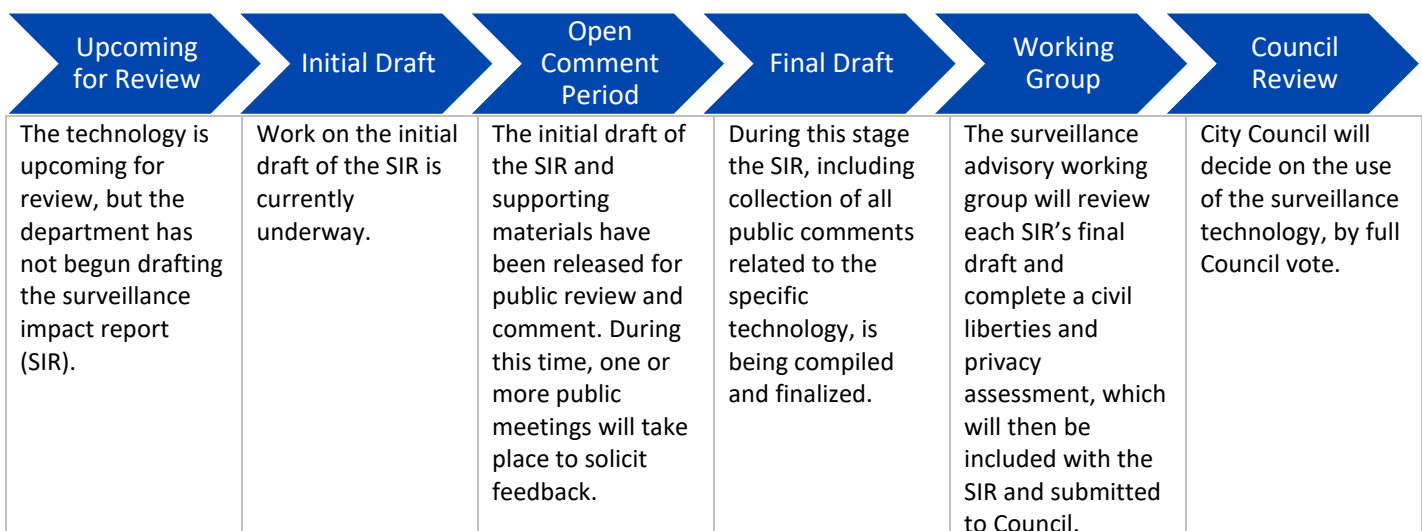 Upcoming
for Review
Initial Draft
Open
Comment
Period
Final Draft
Working
Group
Council
Review
The technology is
upcoming for
review, but the
department has
not begun drafting
the surveillance
impact report
(SIR).
Work on the initial
draft of the SIR is
currently
underway.
The initial draft of
the SIR and
supporting
materials have
been released for
public review and
comment. During
this time, one or
more public
meetings will take
place to solicit
feedback.
During this stage
the SIR, including
collection of all
public comments
related to the
specific
technology, is
being compiled
and finalized.
The surveillance
advisory working
group will review
each SIR’s final
draft and
complete a civil
liberties and
privacy
assessment, which
will then be
included with the
SIR and submitted
to Council.
City Council will
decide on the use
of the surveillance
technology, by full
Council vote.